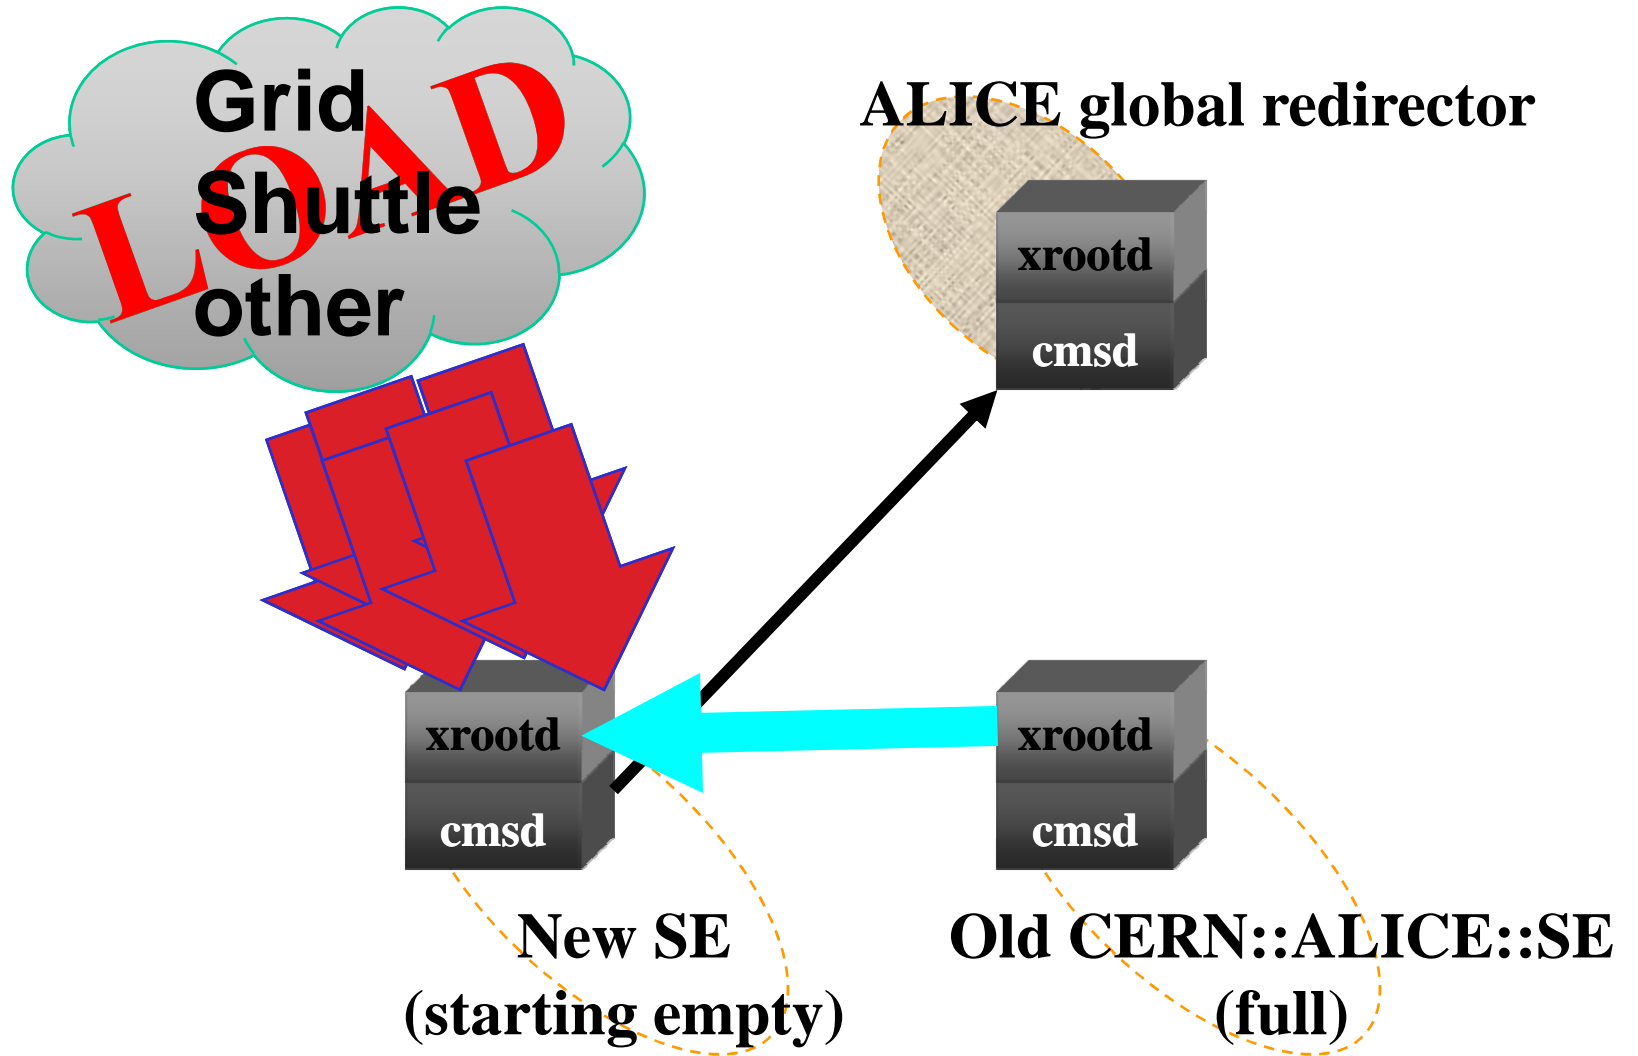 Grid
Shuttle
other
LOAD
ALICE global redirector
xrootd
cmsd
xrootd
cmsd
New SE
(starting empty)
xrootd
cmsd
Old CERN::ALICE::SE
(full)